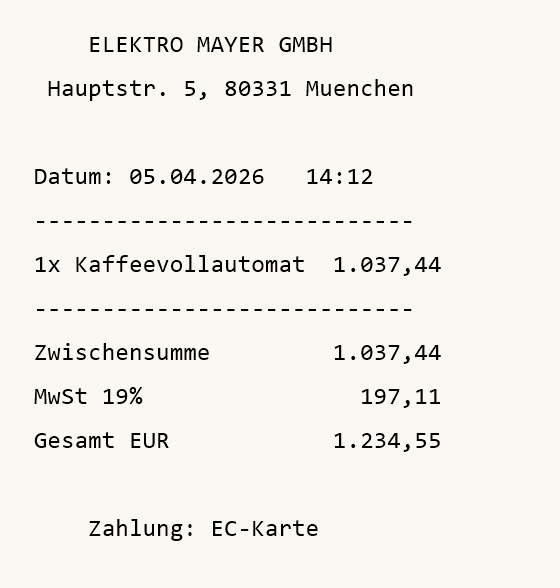 ELEKTRO MAYER GMBH
Hauptstr. 5, 80331 Muenchen
Datum: 05.04.2026   14:12
----------------------------
1x Kaffeevollautomat  1.037,44
----------------------------
Zwischensumme         1.037,44
MwSt 19%                197,11
Gesamt EUR            1.234,55
Zahlung: EC-Karte